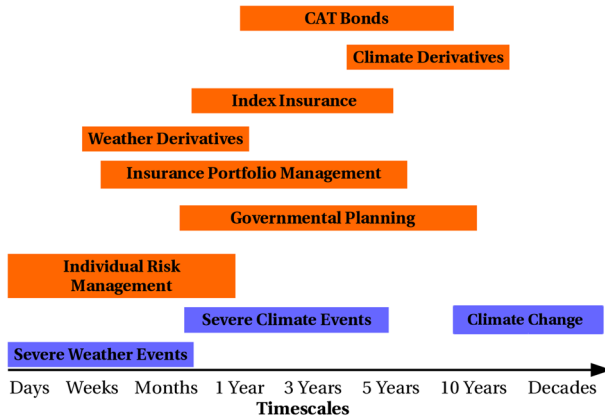 CAT Bonds
Climate Derivatives
Index Insurance
Weather Derivatives
Insurance Portfolio Management
Governmental Planning
Individual Risk
Management
Severe Climate Events
Climate Change
Severe Weather Events
Days Weeks Months 1 Year 3 Years 5 Years 10 Years Decades
Timescales